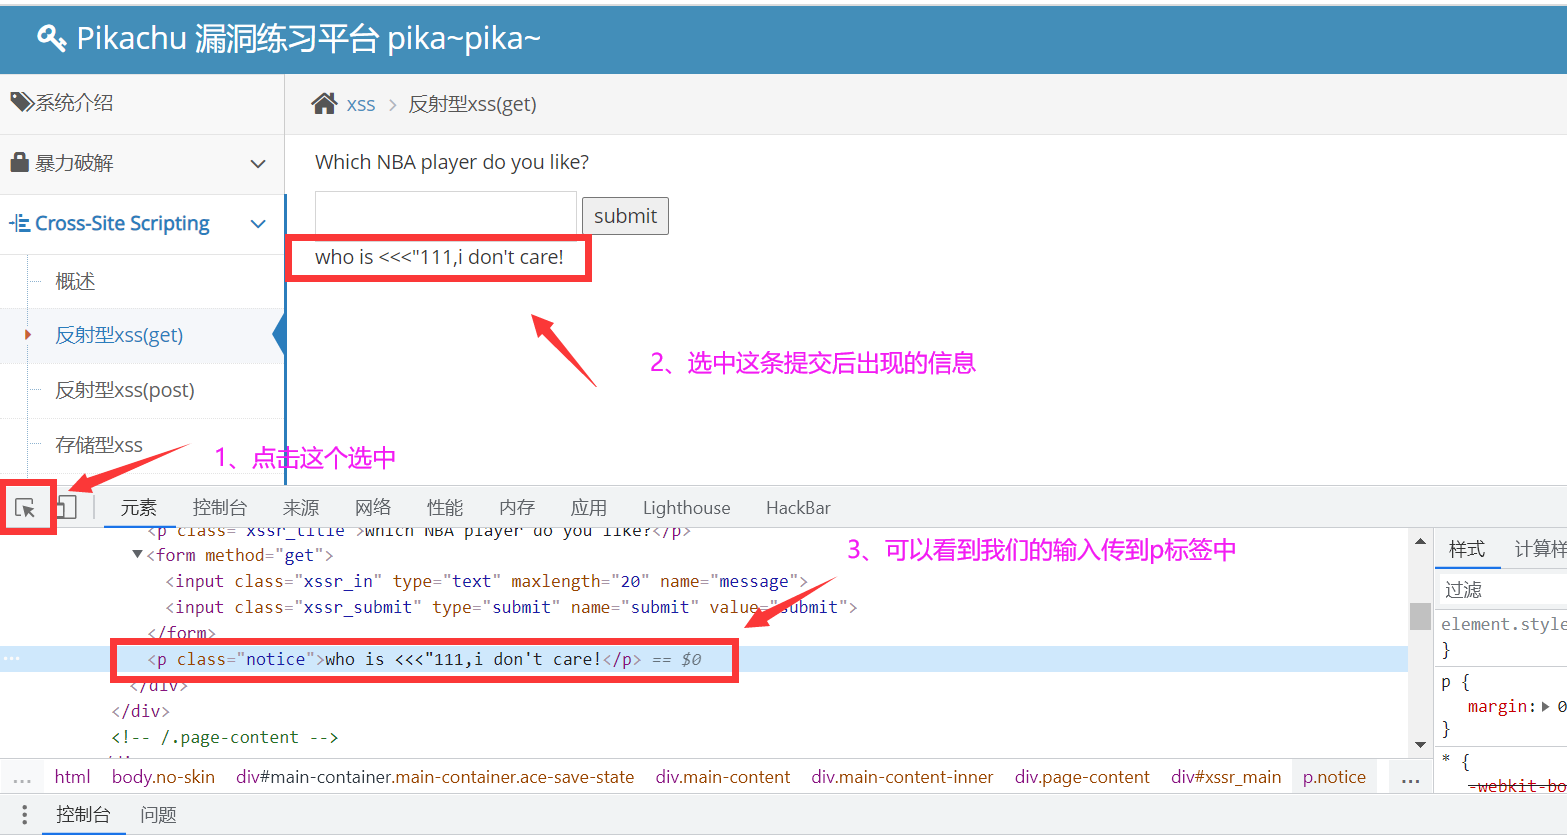 Pikachu 漏洞练习平台 pika~pika~
系统介绍
xss > 反射型xss(get)
暴力破解
Which NBA player do you like?
Cross-Site Scripting
submit
who is <<<"111,i don't care!
概述
反射型xss(get)
2、选中这条提交后出现的信息
反射型xss(post)
存储型xss
1、点击这个选中
元素 控制台 来源 网络 性能 内存 应用 Lighthouse HackBar
<p class="xssr_title">Which NBA player do you like?</p>
3、可以看到我们的输入传到p标签中
样式 计算样
▼<form method="get">
<input class="xssr_in" type="text" maxlength="20" name="message">
过滤
<input class="xssr_submit" type="submit" name="submit" value="submit">
element.style
</form>
}
... <p class="notice">who is <<<"111,i don't care!</p> == $0
p {
</div>
margin:▶ 0
</div>
}
<!-- /.page-content -->
* {
... html body.no-skin div#main-container.main-container.ace-save-state div.main-content div.main-content-inner div.page-content div#xssr_main p.notice ...
-webkit-bo
控制台 问题